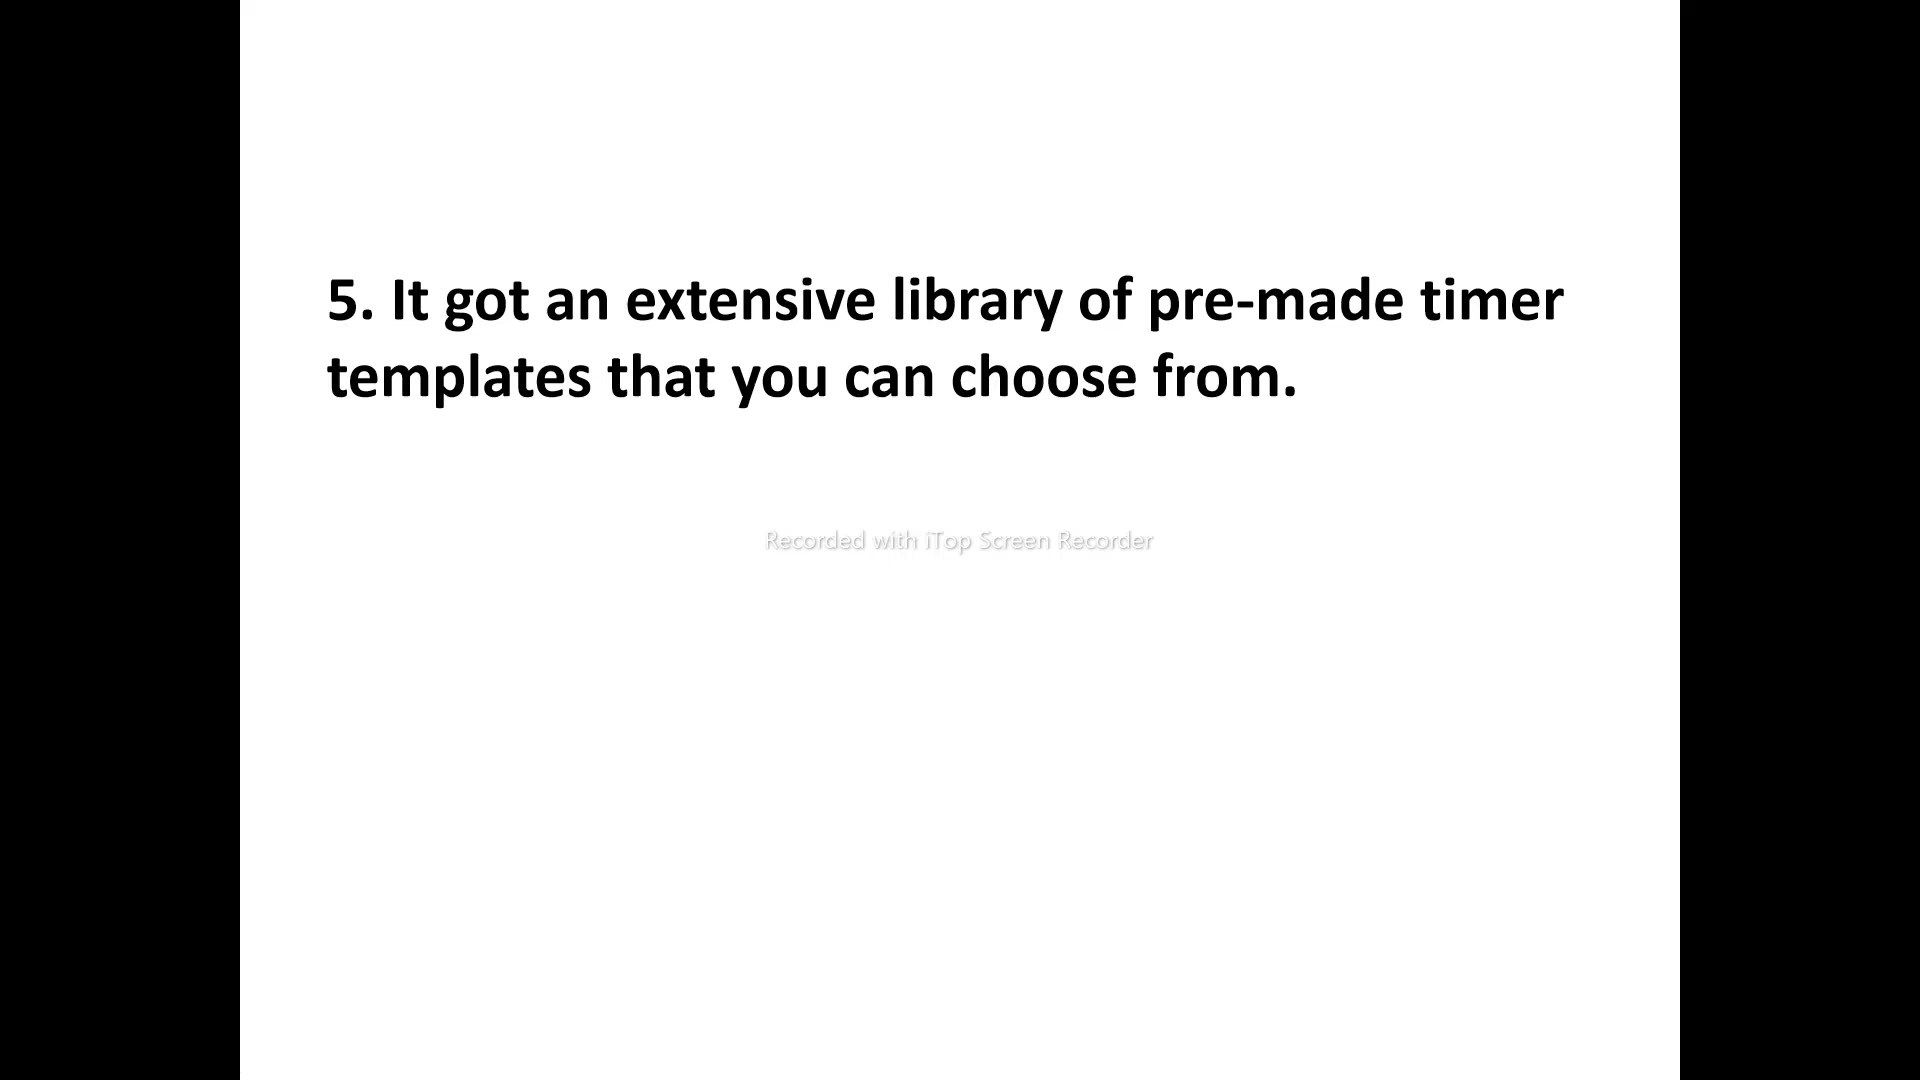 5. It got an extensive library of pre-made timer
templates that you can choose from.
Recorded with iTop Screen Recorder